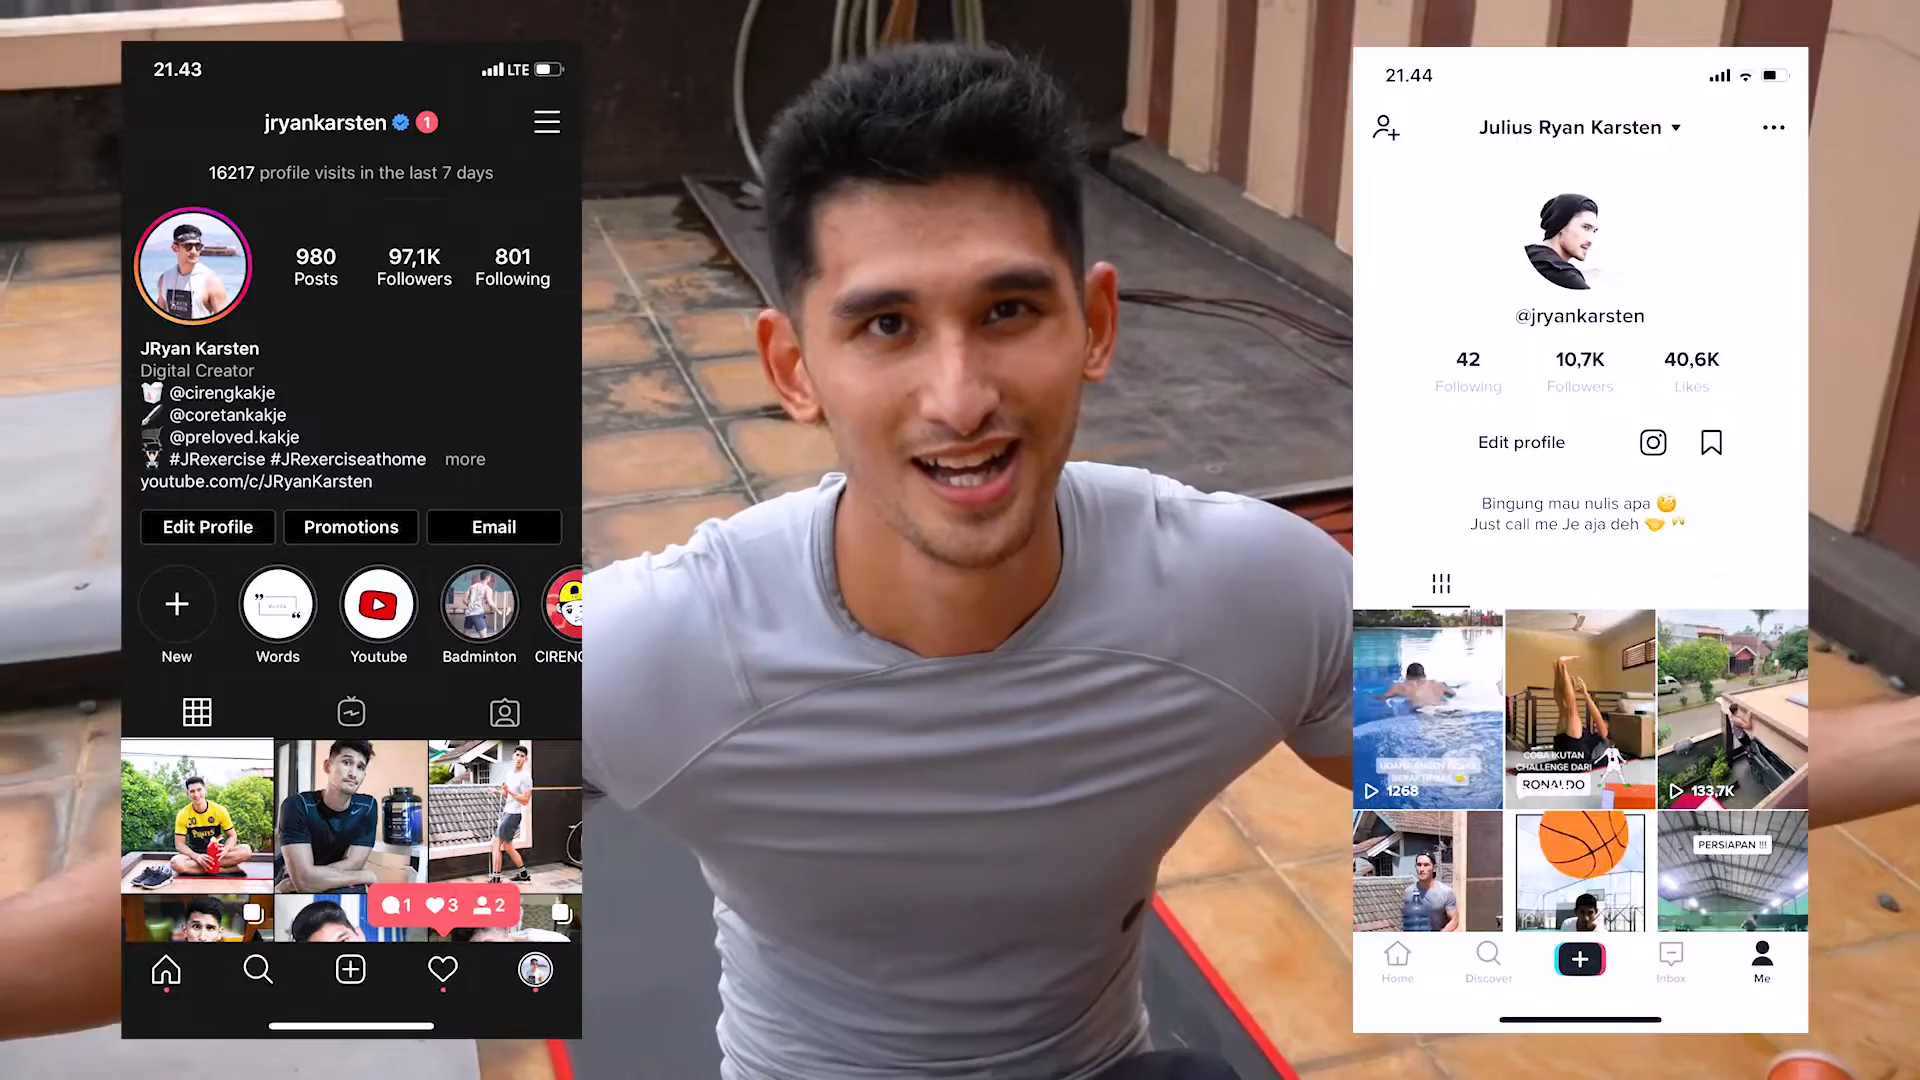 21.43
LTE
jryankarsten 1
16217 profile visits in the last 7 days
980 97,1K 801
Posts Followers Following
JRyan Karsten
Digital Creator
@cirengkakje
@coretankakje
@preloved.kakje
#JRexercise #JRexerciseathome more
youtube.com/c/JRyanKarsten
Edit Profile Promotions Email
New Words Youtube Badminton CIRENG
1 3 2
21.44
Julius Ryan Karsten
@jryankarsten
42 10,7K 40,6K
Following Followers Likes
Edit profile
Bingung mau nulis apa
Just call me Je aja deh
1268
COBA IKUTAN
CHALLENGE DARI
RONALDO
133,7K
PERSIAPAN !!!
Home Discover Inbox Me